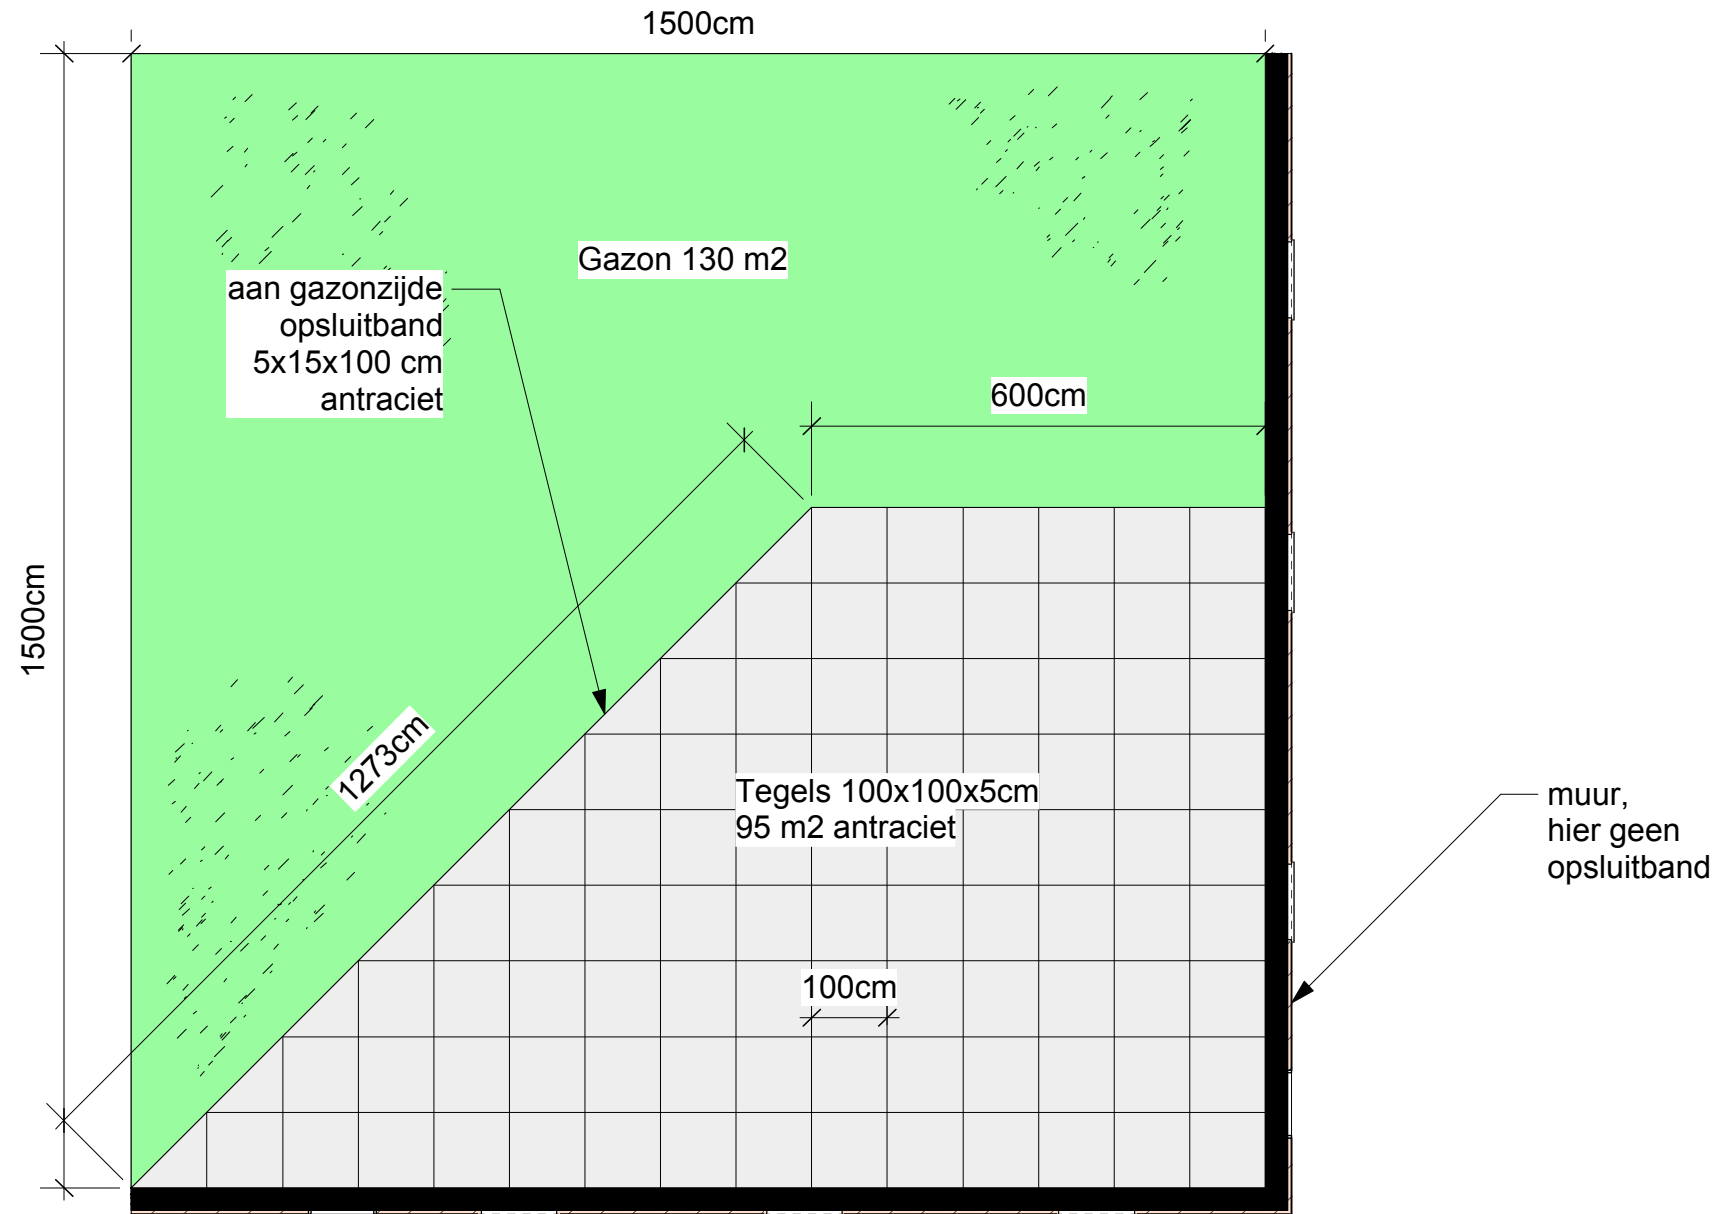 1500cm
Gazon 130 m2
aan gazonzijde
opsluitband
5x15x100 cm
antraciet
600cm
1500cm
1273cm
Tegels 100x100x5cm
95 m2 antraciet
muur,
hier geen
opsluitband
100cm